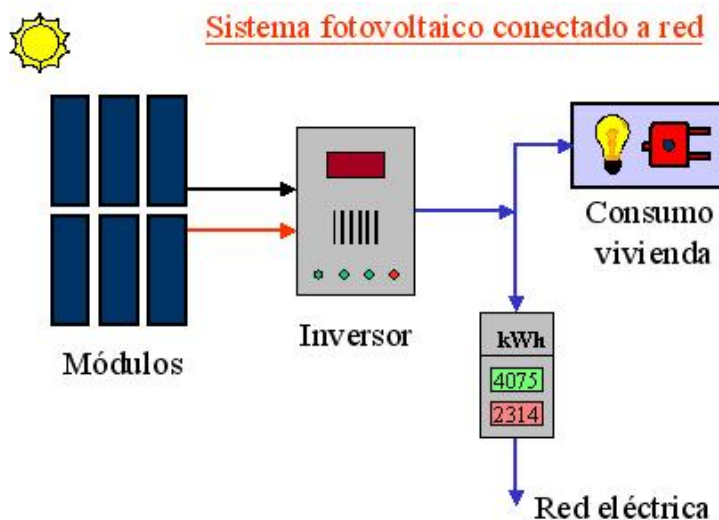 Sistema fotovoltaico conectado a red
Consumo
vivienda
Inversor
Módulos
kWh
4075
2314
Red eléctrica